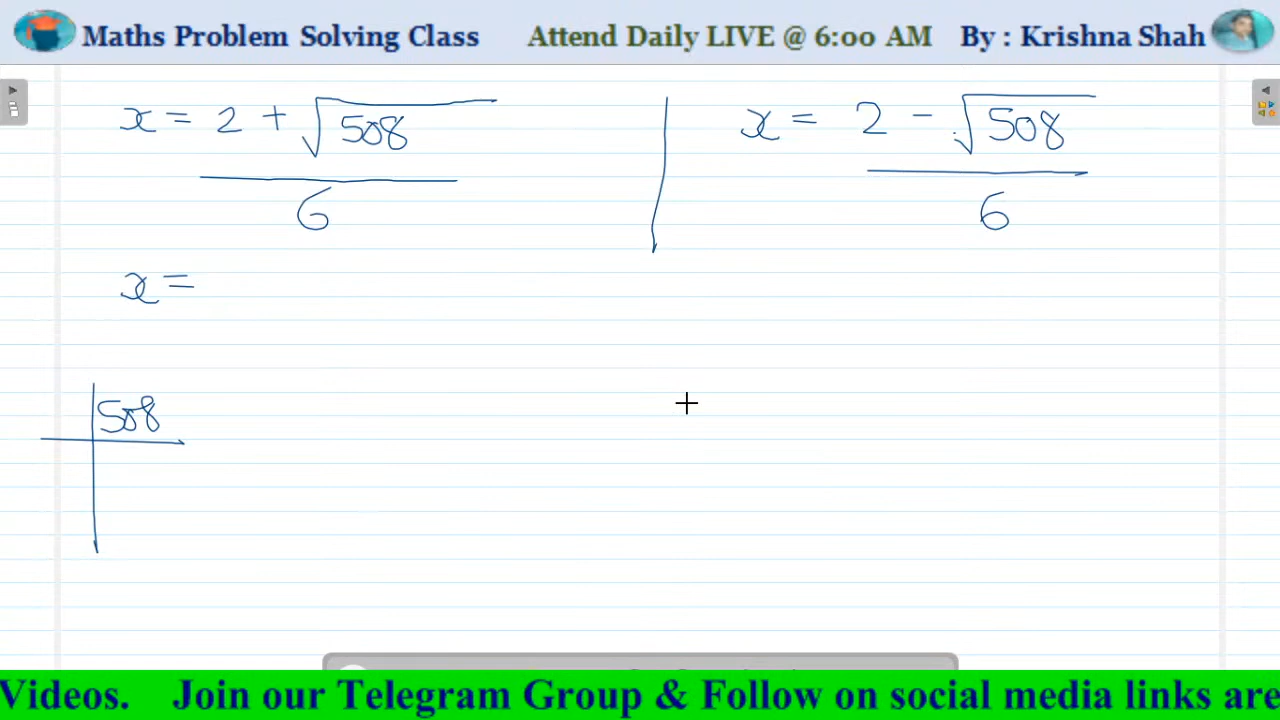 Maths Problem Solving Class Attend Daily LIVE @ 6:00 AM By : Krishna Shah
x = 2 + √508 / 6
x = 2 - √508 / 6
x =
508
Videos. Join our Telegram Group & Follow on social media links are